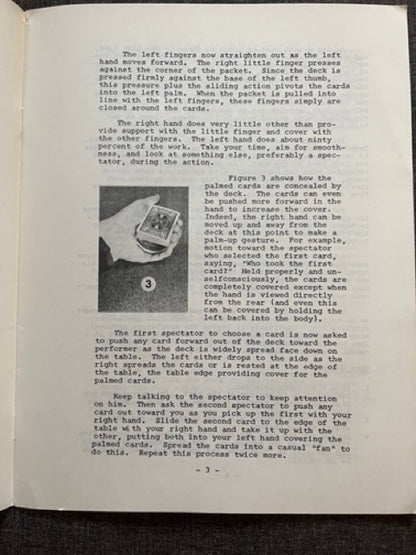 The left fingers now straighten out as the left
hand moves forward. The right little finger presses
against the corner of the packet. Since the deck is
pressed firmly against the base of the left thumb,
this pressure plus the sliding action pivots the cards
into the left palm. When the packet is pulled into
line with the left fingers, these fingers simply are
closed around the cards.
The right hand does very little other than pro-
vide support with the little finger and cover with
the other fingers. The left hand does about ninty
percent of the work. Take your time, aim for smooth-
ness, and look at something else, preferably a spec-
tator, during the action.
Figure 3 shows how the
palmed cards are concealed by
the deck. The cards can even
be pushed more forward in the
hand to increase the cover.
Indeed, the right hand can be
moved up and away from the
deck at this point to make a
palm-up gesture. For example,
motion toward the spectator
who selected the first card,
saying, "Who took the first
card?" Held properly and un-
selfconsciously, the cards are
completely covered except when
the hand is viewed directly
from the rear (and even this
can be covered by holding the
left back into the body).
3
The first spectator to choose a card is now asked
to push any card forward out of the deck toward the
performer as the deck is widely spread face down on
the table. The left either drops to the side as the
right spreads the cards or is rested at the edge of
the table, the table edge providing cover for the
palmed cards.
Keep talking to the spectator to keep attention
on him. Then ask the second spectator to push any
card out toward you as you pick up the first with your
right hand. Slide the second card to the edge of the
table with your right hand and take it up with the
other, putting both into your left hand covering the
palmed cards. Spread the cards into a casual "fan" to
do this. Repeat this process twice more.
- 3 -